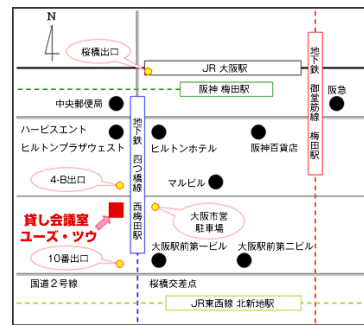 N
桜橋出口
JR 大阪駅
阪神 梅田駅
地下鉄 御堂筋線 梅田駅
阪急
中央郵便局
地下鉄 四つ橋線 西梅田駅
ハービスエント
ヒルトンプラザウェスト
ヒルトンホテル
阪神百貨店
4-B出口
マルビル
貸し会議室
ユーズ・ツウ
大阪市営
駐車場
10番出口
大阪駅前第一ビル
大阪駅前第二ビル
国道2号線
桜橋交差点
JR東西線 北新地駅